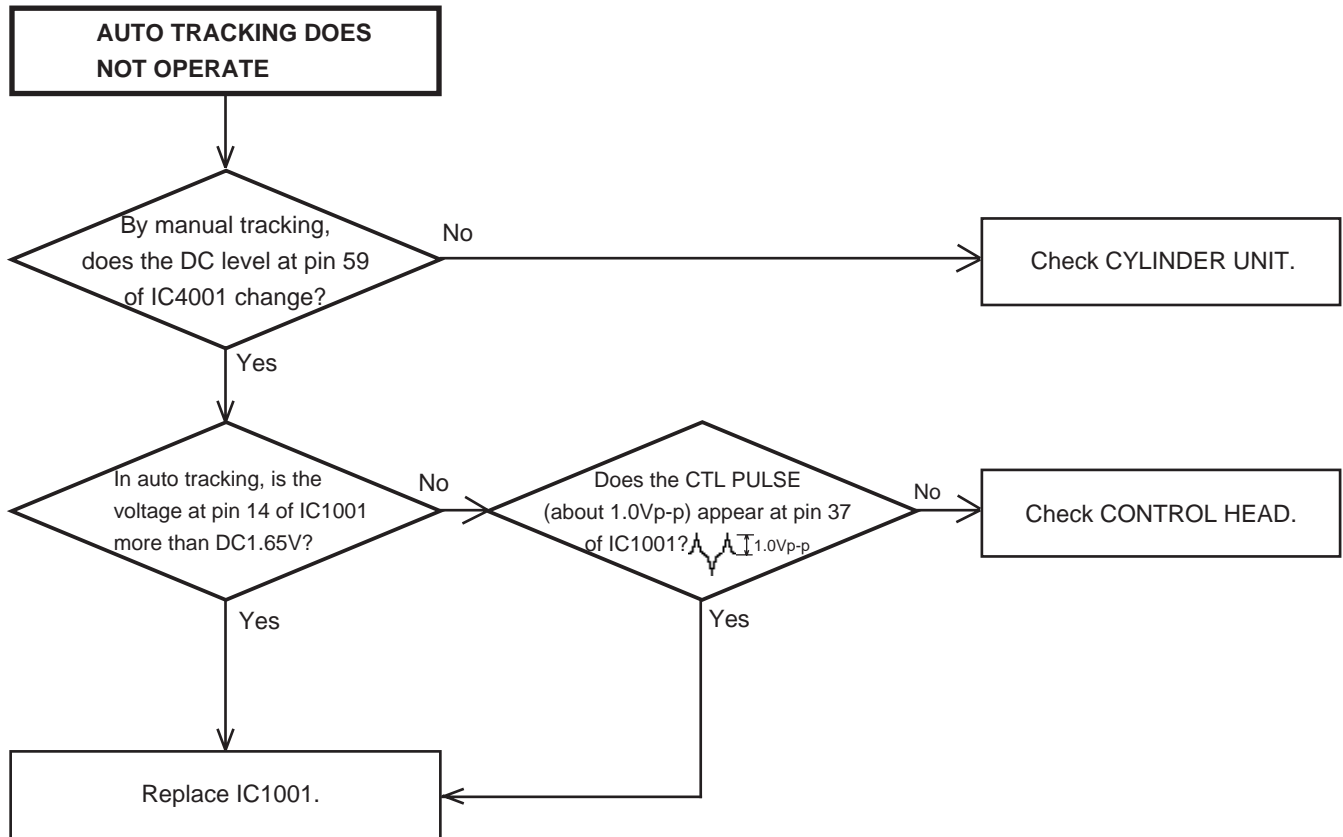 AUTO TRACKING DOES
NOT OPERATE
By manual tracking,
does the DC level at pin 59
of IC4001 change?
No
Check CYLINDER UNIT.
Yes
In auto tracking, is the
voltage at pin 14 of IC1001
more than DC1.65V?
No
Does the CTL PULSE
(about 1.0Vp-p) appear at pin 37
of IC1001?
1.0Vp-p
No
Check CONTROL HEAD.
Yes
Yes
Replace IC1001.